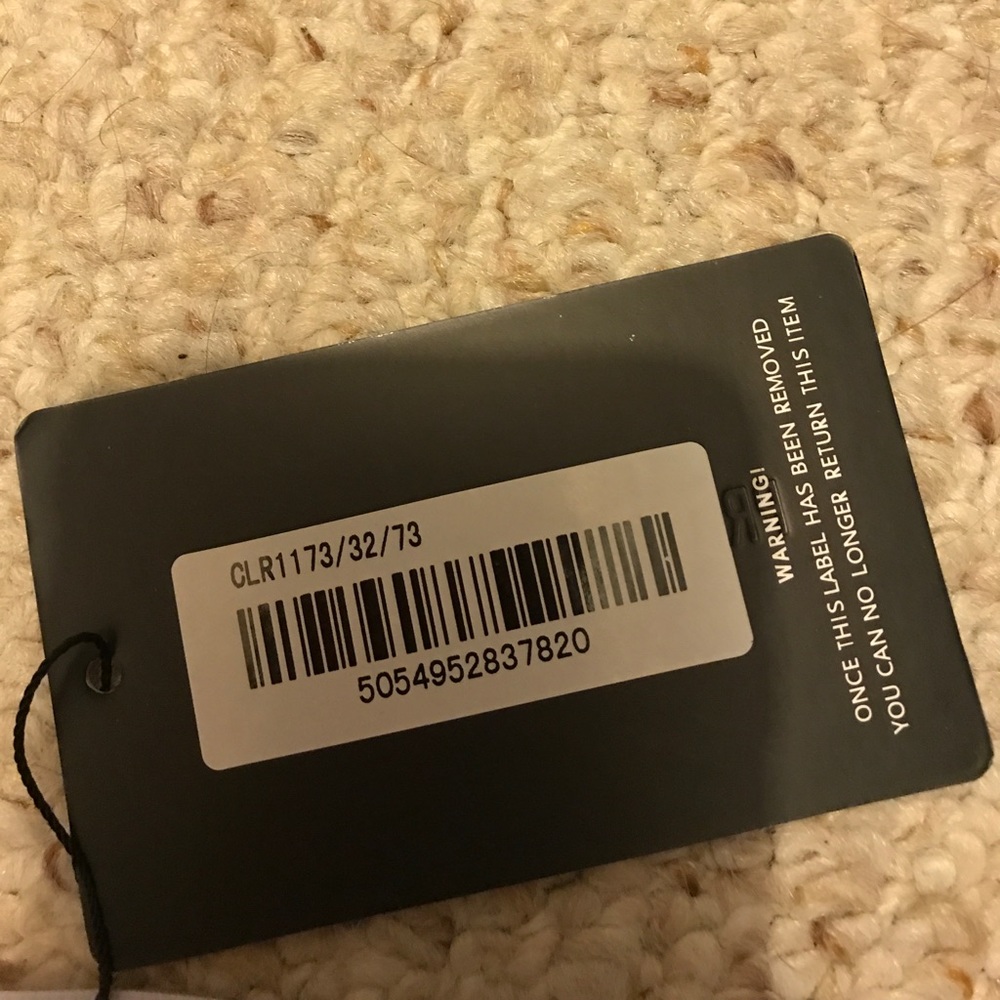 CLR1173/32/73
5054952837820
WARNING!
ONCE THIS LABEL HAS BEEN REMOVED
YOU CAN NO LONGER RETURN THIS ITEM